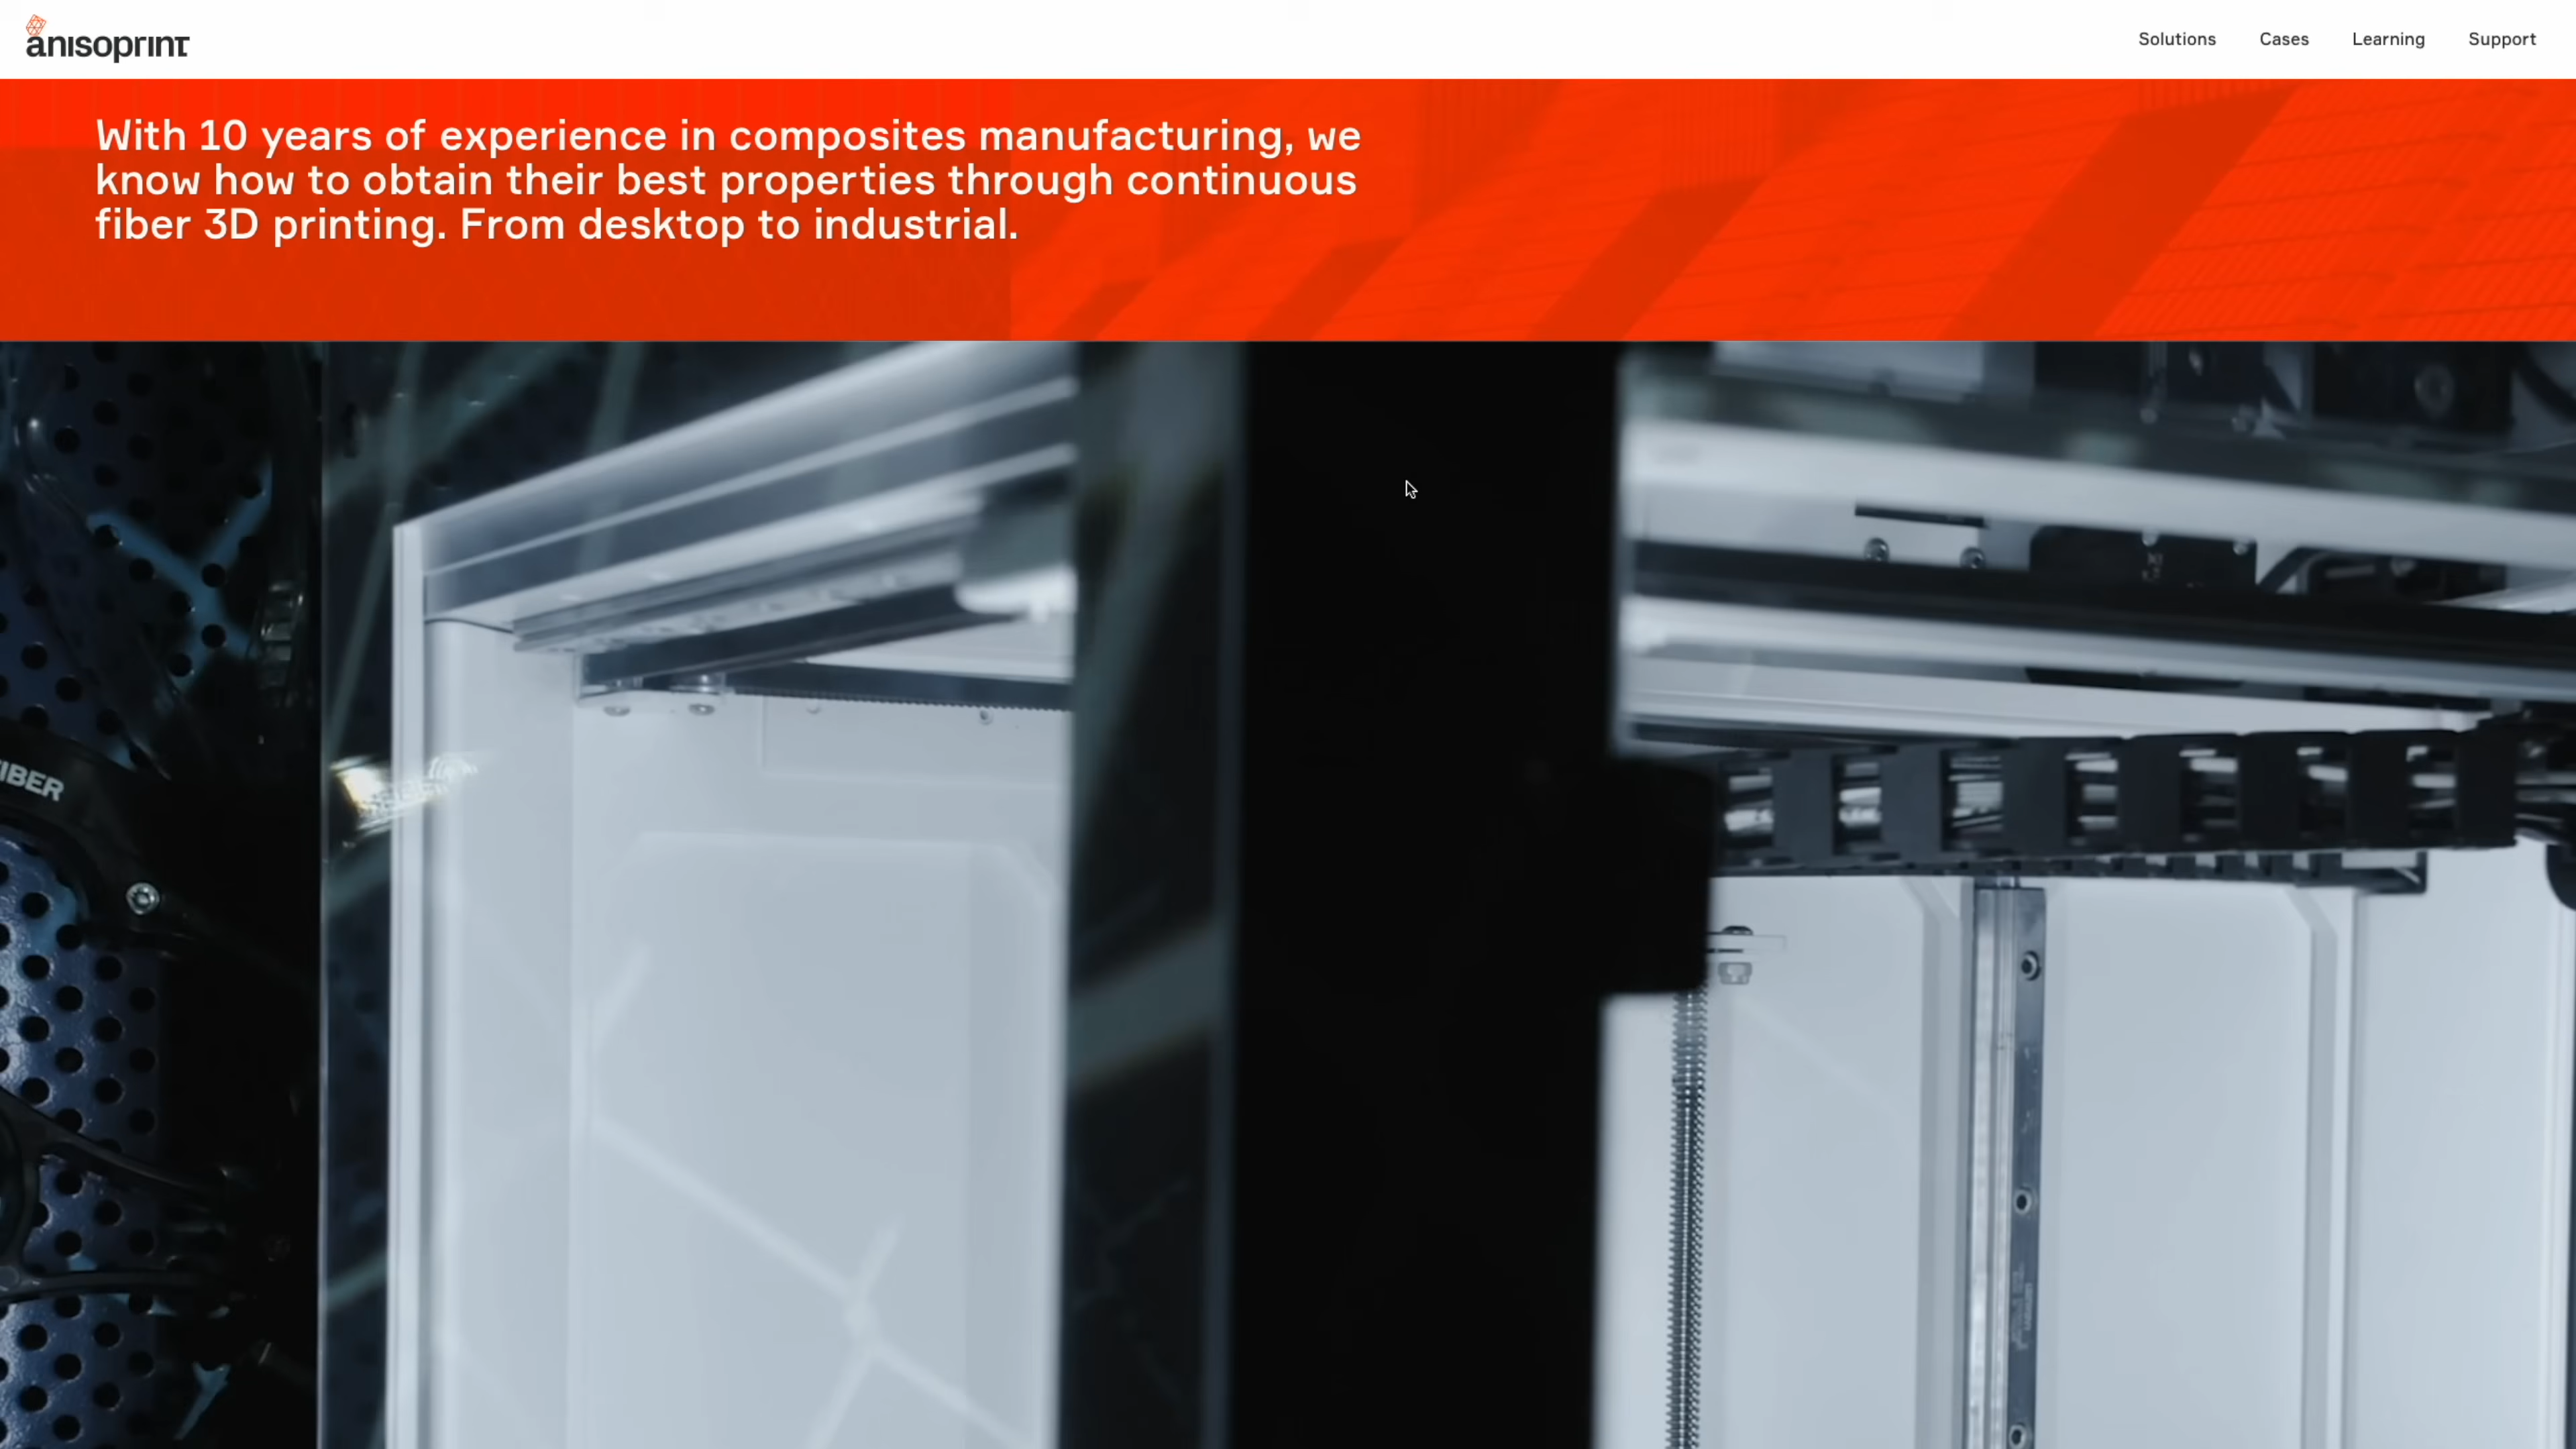 anisoprint
Solutions
Cases
Learning
Support
With 10 years of experience in composites manufacturing, we
know how to obtain their best properties through continuous
fiber 3D printing. From desktop to industrial.